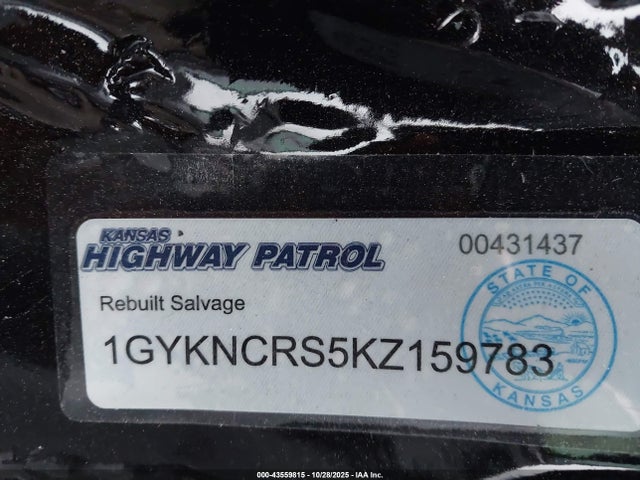 KANSAS
HIGHWAY PATROL
00431437
Rebuilt Salvage
1GYKNCRS5KZ159783
STATE OF
KANSAS
000-43559815 - 10/28/2025 - IAA Inc.